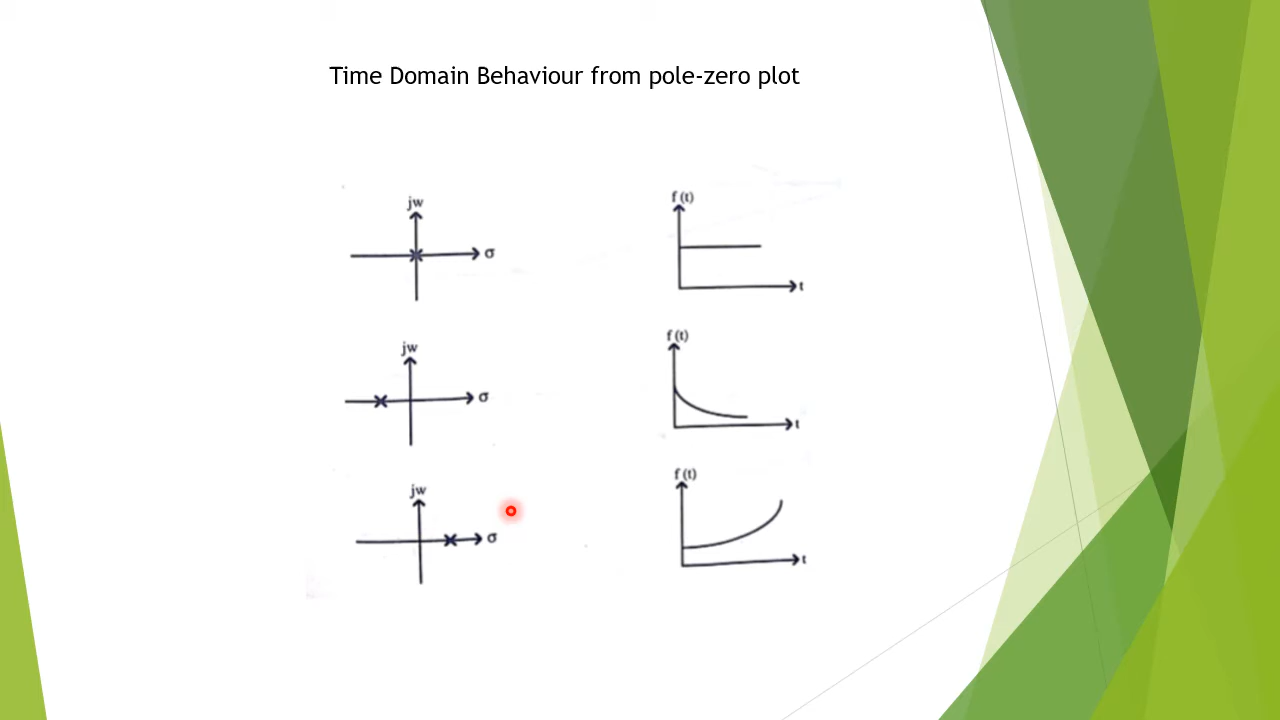 Time Domain Behaviour from pole-zero plot
jw
σ
f (t)
t
jw
σ
f (t)
t
jw
σ
f (t)
t